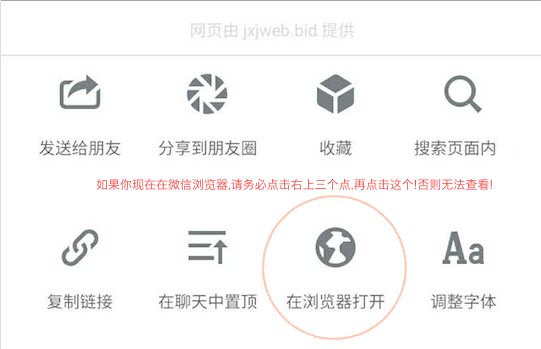 网页由 jxjweb.bid 提供
发送给朋友 分享到朋友圈 收藏 搜索页面内
如果你现在在微信浏览器,请务必点击右上三个点,再点击这个!否则无法查看!
Aa
复制链接 在聊天中置顶 在浏览器打开 调整字体